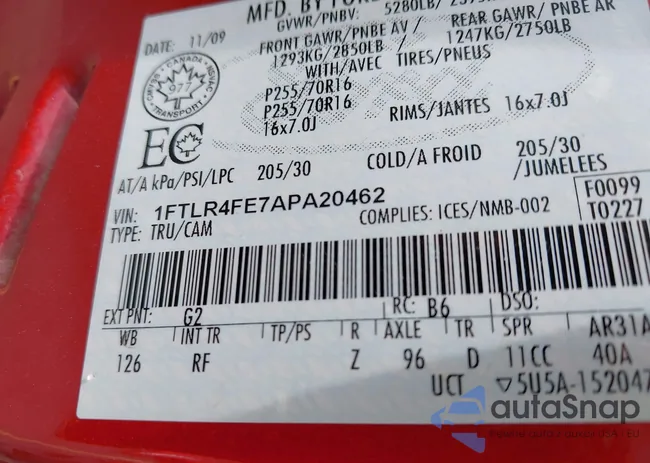 MFD. BY FORD
GVWR/PNBV: 5280LB/
DATE: 11/09
FRONT GAWR/PNBE AV / REAR GAWR/ PNBE AR
1293KG/2850LB / 1247KG/2750LB
WITH/AVEC TIRES/PNEUS
P255/70R16
P255/70R16 RIMS/JANTES 16x7.0J
16x7.0J
CANADA
977
TRANSPORT
EC
AT/A kPa/PSI/LPC 205/30 COLD/A FROID 205/30
/JUMELEES
VIN: 1FTLR4FE7APA20462
F0099
TYPE: TRU/CAM COMPLIES: ICES/NMB-002 T0227
EXT PNT: G2 RC: B6 DSO:
WB INT TR TP/PS R AXLE TR SPR AR31A
126 RF Z 96 D 11CC 40A
UCT ▽5U5A-152047
autaSnap